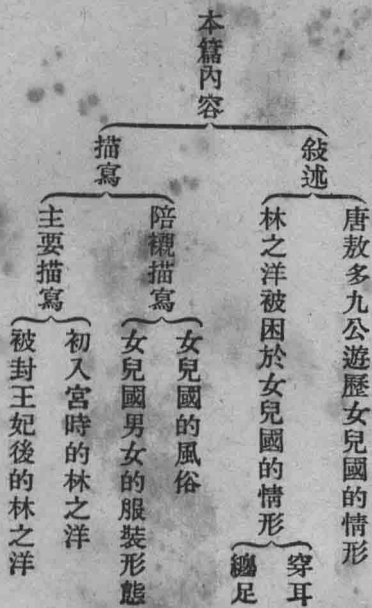 本篇內容
敍述
唐敖多九公遊歷女兒國的情形
林之洋被困於女兒國的情形
穿耳
纏足
描寫
陪襯描寫
女兒國的風俗
女兒國男女的服裝形態
主要描寫
初入宮時的林之洋
被封王妃後的林之洋